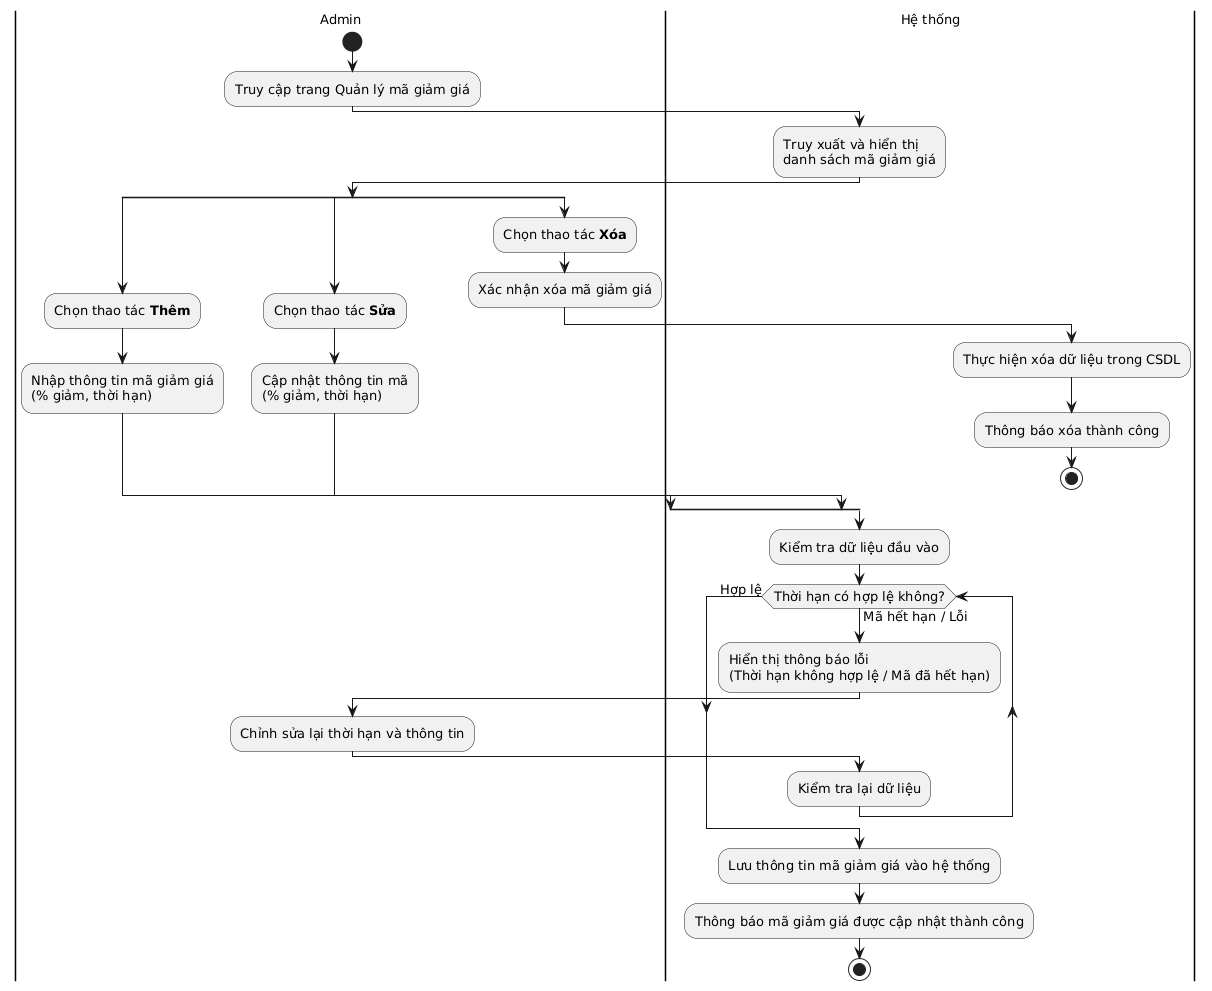 Admin
Hệ thống
Truy cập trang Quản lý mã giảm giá
Truy xuất và hiển thị
danh sách mã giảm giá
Chọn thao tác Xóa
Xác nhận xóa mã giảm giá
Chọn thao tác Thêm
Chọn thao tác Sửa
Thực hiện xóa dữ liệu trong CSDL
Nhập thông tin mã giảm giá
(% giảm, thời hạn)
Cập nhật thông tin mã
(% giảm, thời hạn)
Thông báo xóa thành công
Kiểm tra dữ liệu đầu vào
Hợp lệ
Thời hạn có hợp lệ không?
Mã hết hạn / Lỗi
Hiển thị thông báo lỗi
(Thời hạn không hợp lệ / Mã đã hết hạn)
Chỉnh sửa lại thời hạn và thông tin
Kiểm tra lại dữ liệu
Lưu thông tin mã giảm giá vào hệ thống
Thông báo mã giảm giá được cập nhật thành công